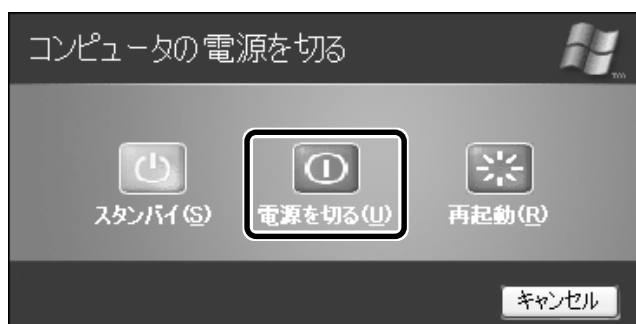 コンピュータの電源を切る
TM
スタンバイ(S)
電源を切る(U)
再起動(R)
キャンセル